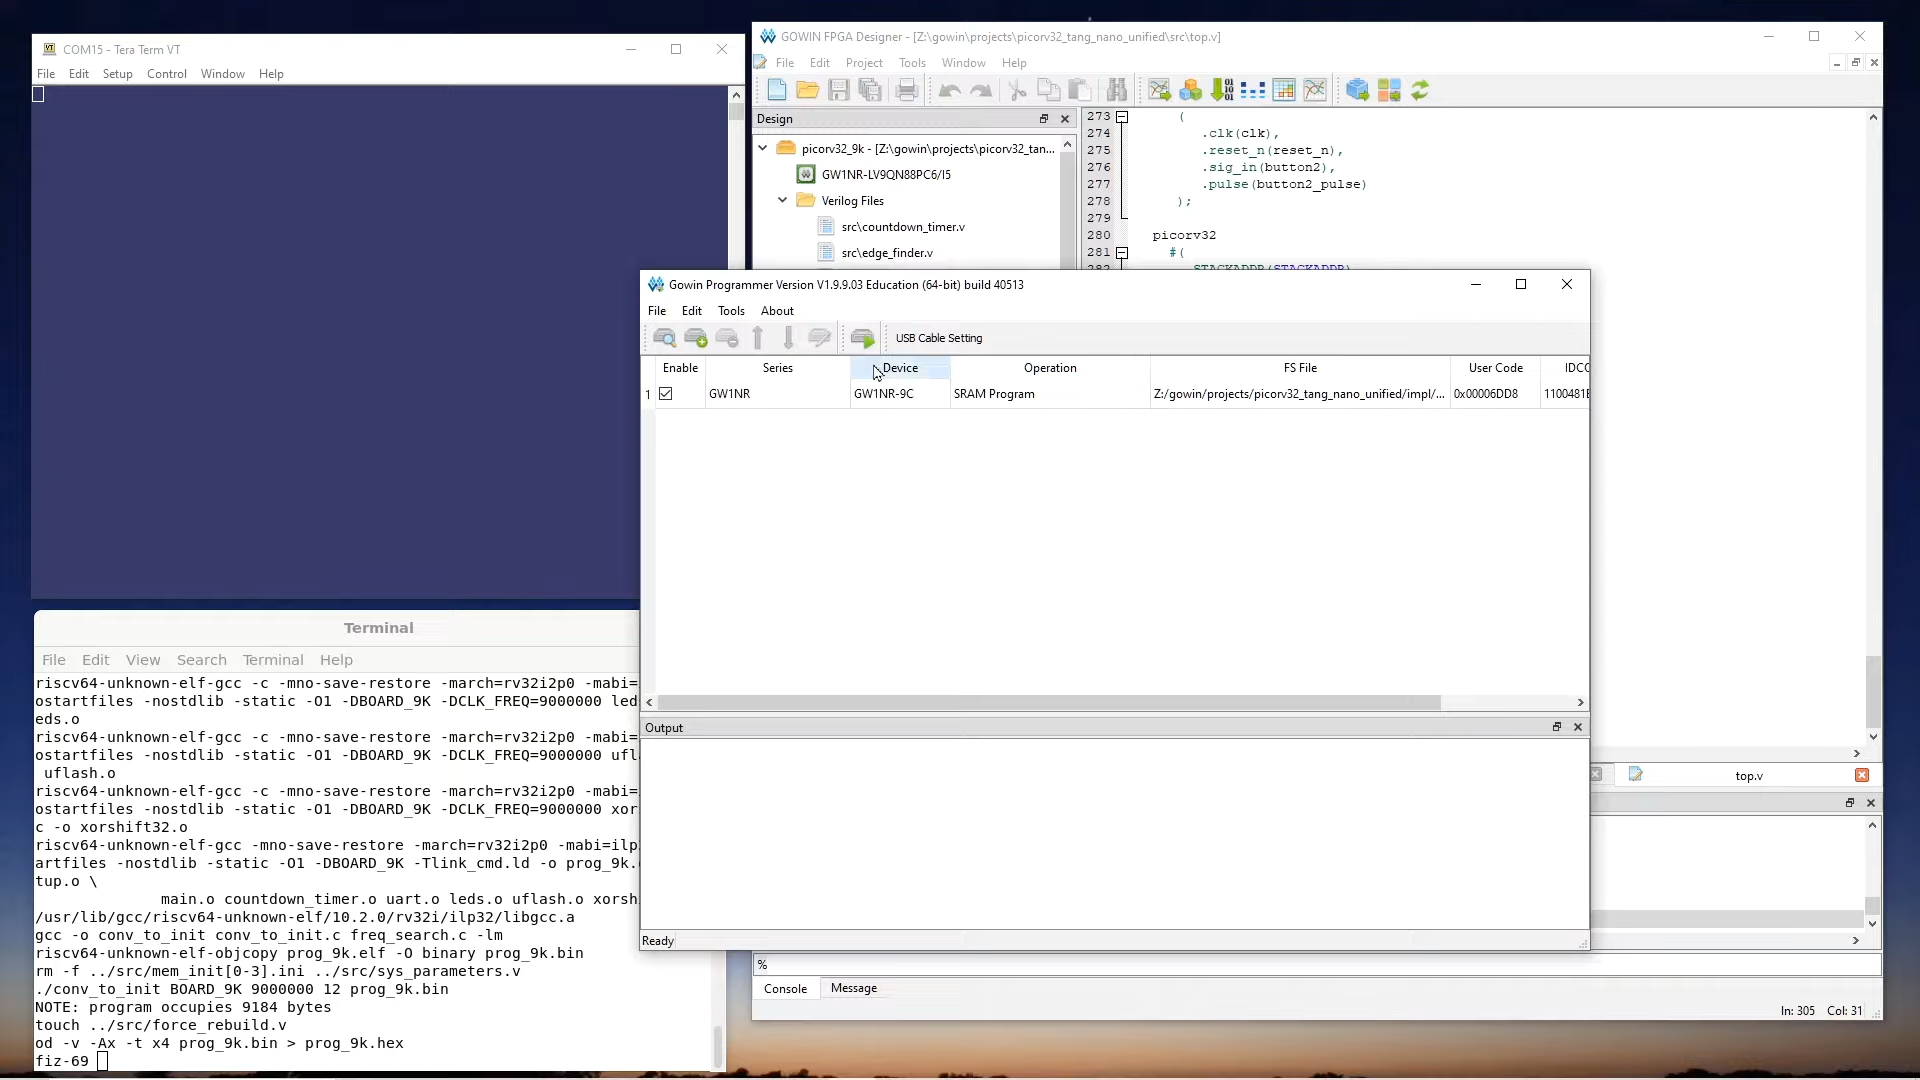 COM15 - Tera Term VT
File Edit Setup Control Window Help
GOWIN FPGA Designer - [Z:\gowin\projects\picorv32_tang_nano_unified\src\top.v]
File Edit Project Tools Window Help
Design
picorv32_9k - [Z:\gowin\projects\picorv32_tan...
GW1NR-LV9QN88PC6/I5
Verilog Files
src\countdown_timer.v
src\edge_finder.v
273 (
274 .clk(clk),
275 .reset_n(reset_n),
276 .sig_in(button2),
277 .pulse(button2_pulse)
278 );
279
280 picorv32
281 #(
282 .STACKADDR(STACKADDR)
Gowin Programmer Version V1.9.9.03 Education (64-bit) build 40513
File Edit Tools About
USB Cable Setting
Enable Series Device Operation FS File User Code IDCC
1 GW1NR GW1NR-9C SRAM Program Z:/gowin/projects/picorv32_tang_nano_unified/impl/... 0x00006DD8 1100481
Output
Ready
top.v
%
Console Message
In: 305 Col: 31
Terminal
File Edit View Search Terminal Help
riscv64-unknown-elf-gcc -c -mno-save-restore -march=rv32i2p0 -mabi=
ostartfiles -nostdlib -static -O1 -DBOARD_9K -DCLK_FREQ=9000000 led
eds.o
riscv64-unknown-elf-gcc -c -mno-save-restore -march=rv32i2p0 -mabi=
ostartfiles -nostdlib -static -O1 -DBOARD_9K -DCLK_FREQ=9000000 ufl
uflash.o
riscv64-unknown-elf-gcc -c -mno-save-restore -march=rv32i2p0 -mabi=
ostartfiles -nostdlib -static -O1 -DBOARD_9K -DCLK_FREQ=9000000 xor
c -o xorshift32.o
riscv64-unknown-elf-gcc -mno-save-restore -march=rv32i2p0 -mabi=ilp
artfiles -nostdlib -static -O1 -DBOARD_9K -Tlink_cmd.ld -o prog_9k.
tup.o \
main.o countdown_timer.o uart.o leds.o uflash.o xorsh
/usr/lib/gcc/riscv64-unknown-elf/10.2.0/rv32i/ilp32/libgcc.a
gcc -o conv_to_init conv_to_init.c freq_search.c -lm
riscv64-unknown-elf-objcopy prog_9k.elf -O binary prog_9k.bin
rm -f ../src/mem_init[0-3].ini ../src/sys_parameters.v
./conv_to_init BOARD_9K 9000000 12 prog_9k.bin
NOTE: program occupies 9184 bytes
touch ../src/force_rebuild.v
od -v -Ax -t x4 prog_9k.bin > prog_9k.hex
fiz-69